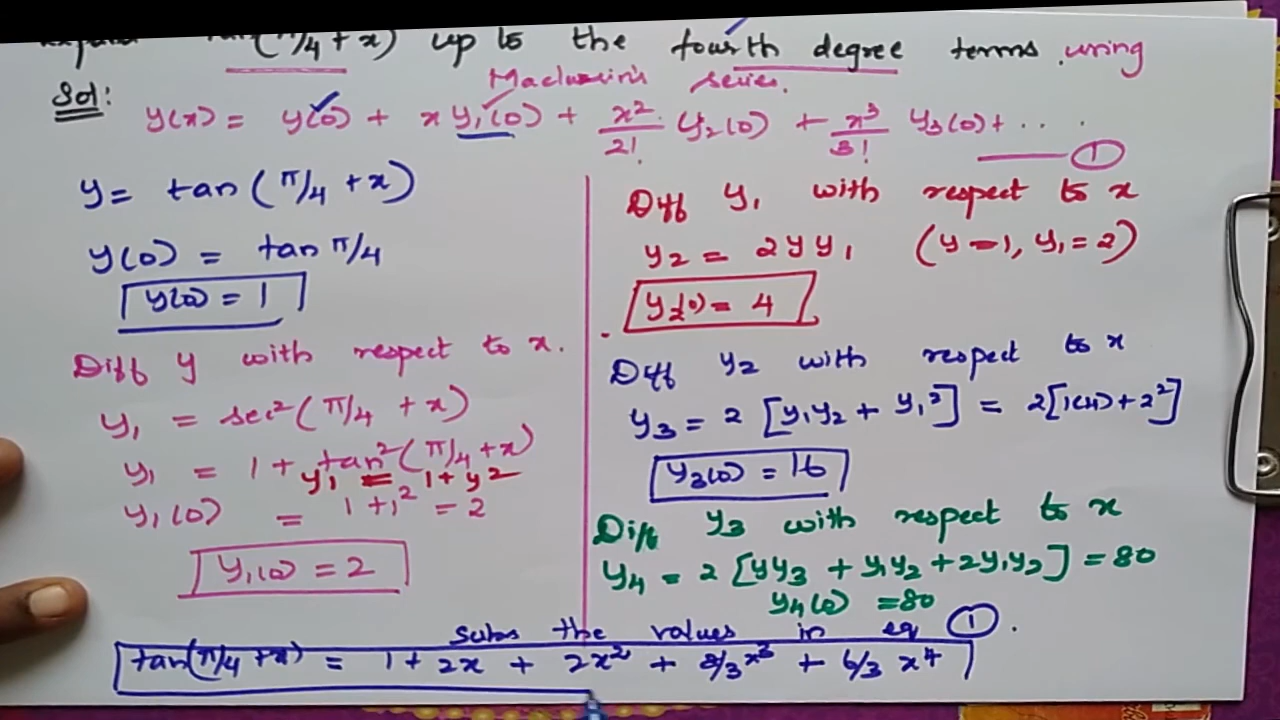 expand tan(π/4 + x) up to the fourth degree terms using
Maclusrin's series.
Sol:
y(x) = y(0) + x y₁(0) + x²/2! y₂(0) + x³/3! y₃(0) + ....
①
y = tan(π/4 + x)
y(0) = tan π/4
y(0) = 1
Diff y with respect to x.
y₁ = sec²(π/4 + x)
y₁ = 1 + tan²(π/4 + x)
y₁ = 1 + y²
y₁(0) = 1 + 1² = 2
y₁(0) = 2
Diff y₁ with respect to x
y₂ = 2yy₁ (y = 1, y₁ = 2)
y₂(0) = 4
Diff y₂ with respect to x
y₃ = 2[y₁y₂ + y₁²] = 2[1(4) + 2²]
y₃(0) = 16
Diff y₃ with respect to x
y₄ = 2[yy₃ + y₁y₂ + 2y₁y₂] = 80
y₄(0) = 80
subs the values in eq ①.
tan(π/4 + x) = 1 + 2x + 2x² + 8/3 x³ + 6/3 x⁴